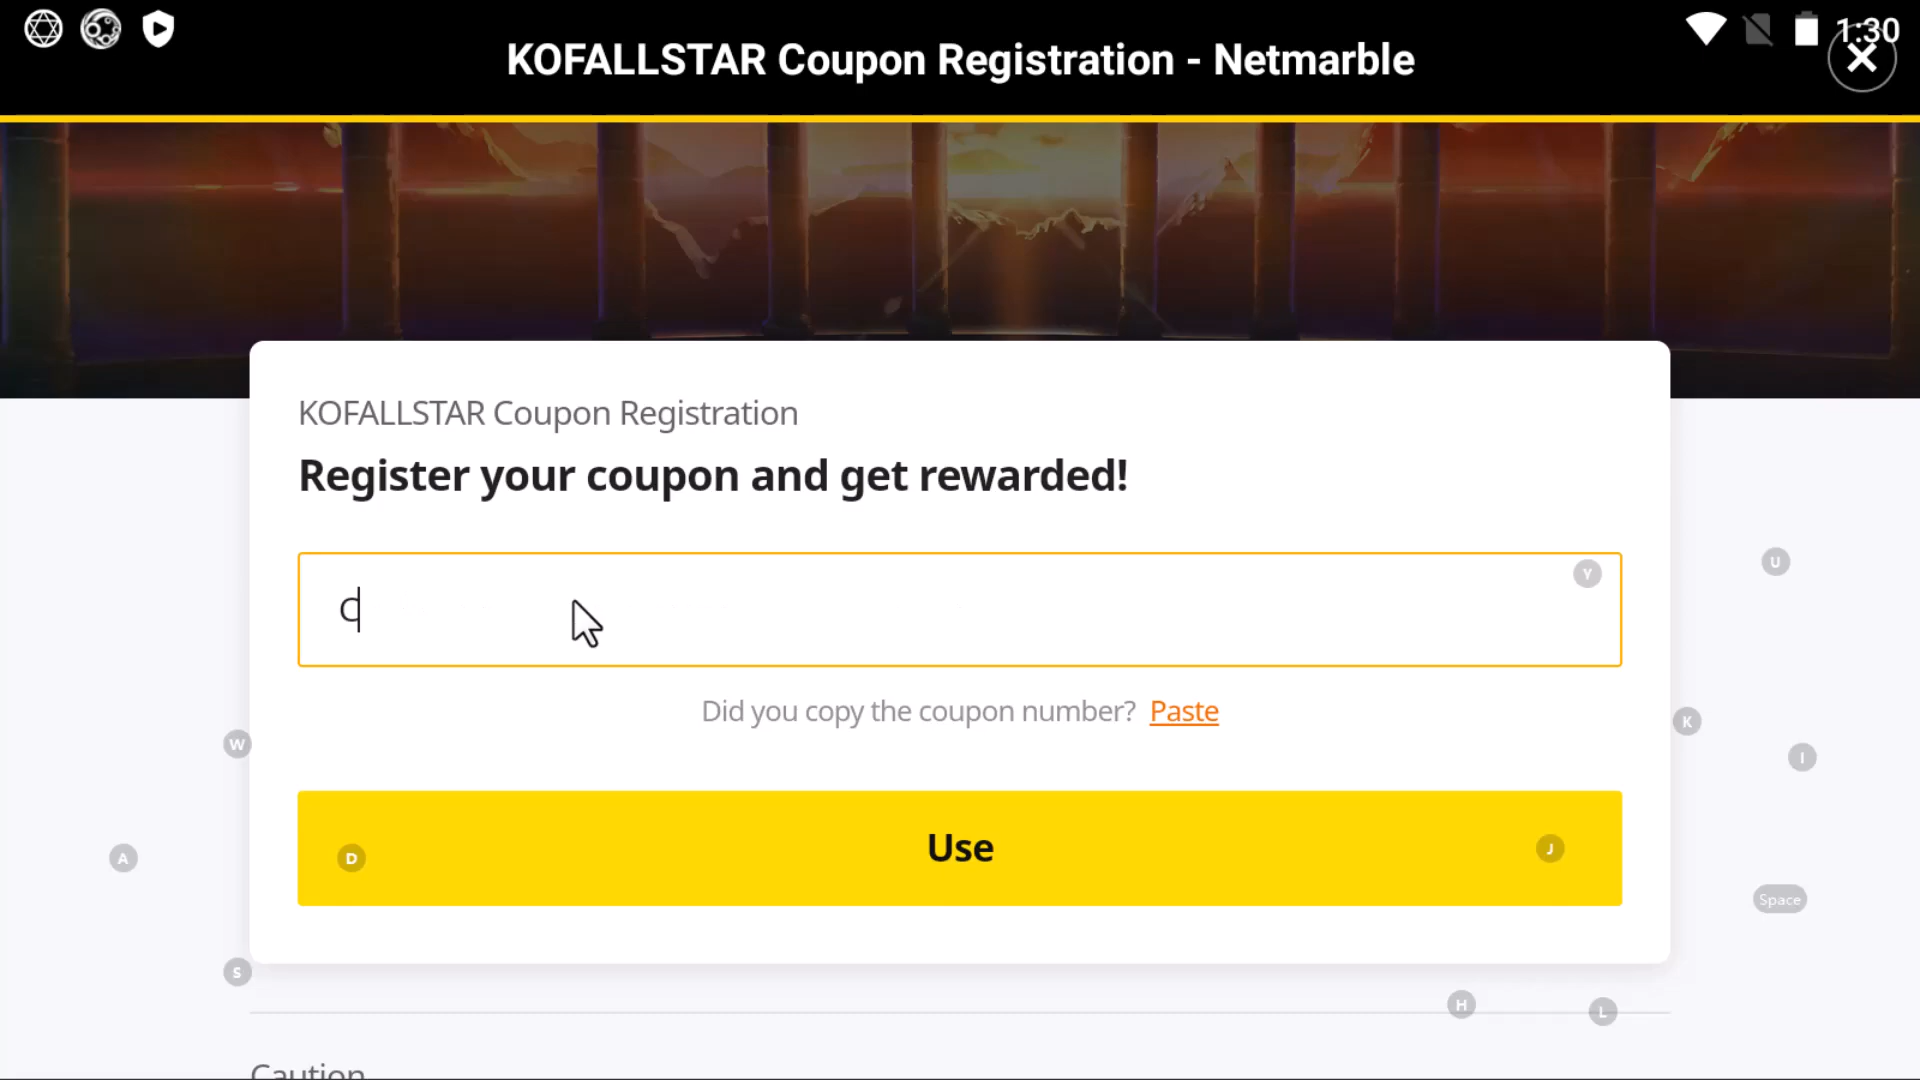 1:30
KOFALLSTAR Coupon Registration - Netmarble
KOFALLSTAR Coupon Registration
Register your coupon and get rewarded!
C
Y
U
Did you copy the coupon number? Paste
K
W
I
Use
D
J
A
Space
S
H
L
Caution